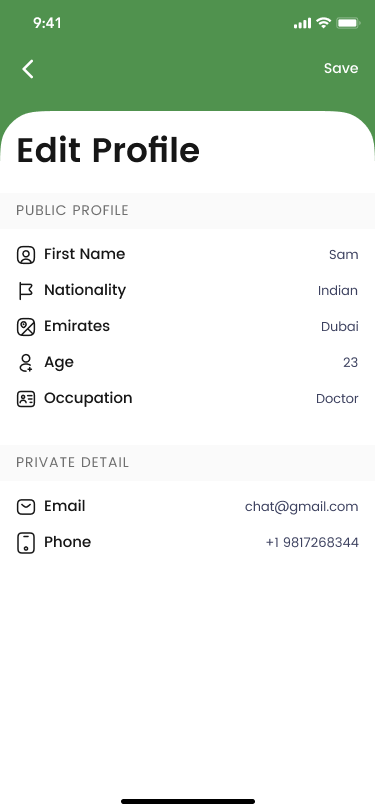 9:41
Save
Edit Profile
PUBLIC PROFILE
First Name Sam
Nationality Indian
Emirates Dubai
Age 23
Occupation Doctor
PRIVATE DETAIL
Email chat@gmail.com
Phone +1 9817268344